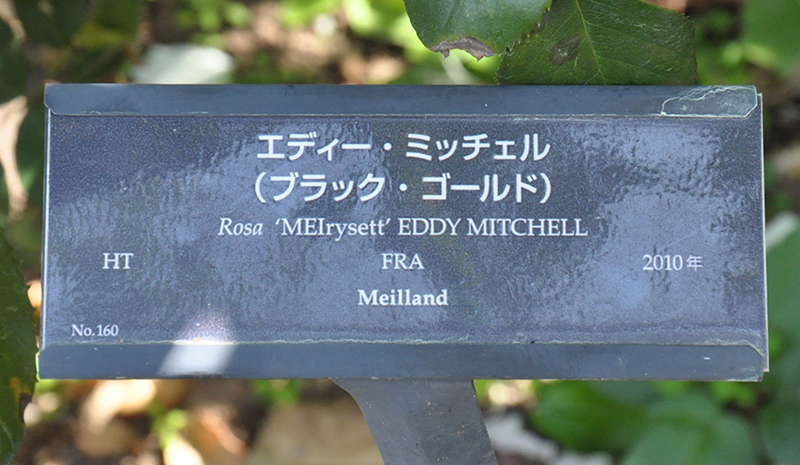 エディー・ミッチェル
（ブラック・ゴールド）
Rosa 'MEIrysett' EDDY MITCHELL
HT FRA 2010年
Meilland
No.160